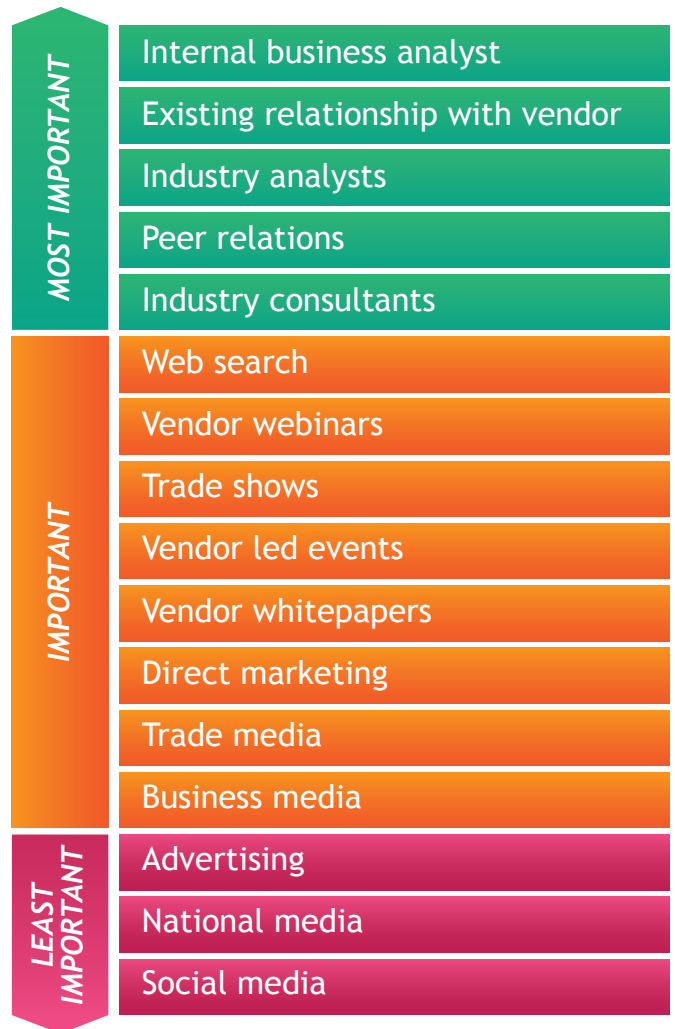 MOST IMPORTANT
Internal business analyst
Existing relationship with vendor
Industry analysts
Peer relations
Industry consultants
IMPORTANT
Web search
Vendor webinars
Trade shows
Vendor led events
Vendor whitepapers
Direct marketing
Trade media
Business media
LEAST
IMPORTANT
Advertising
National media
Social media